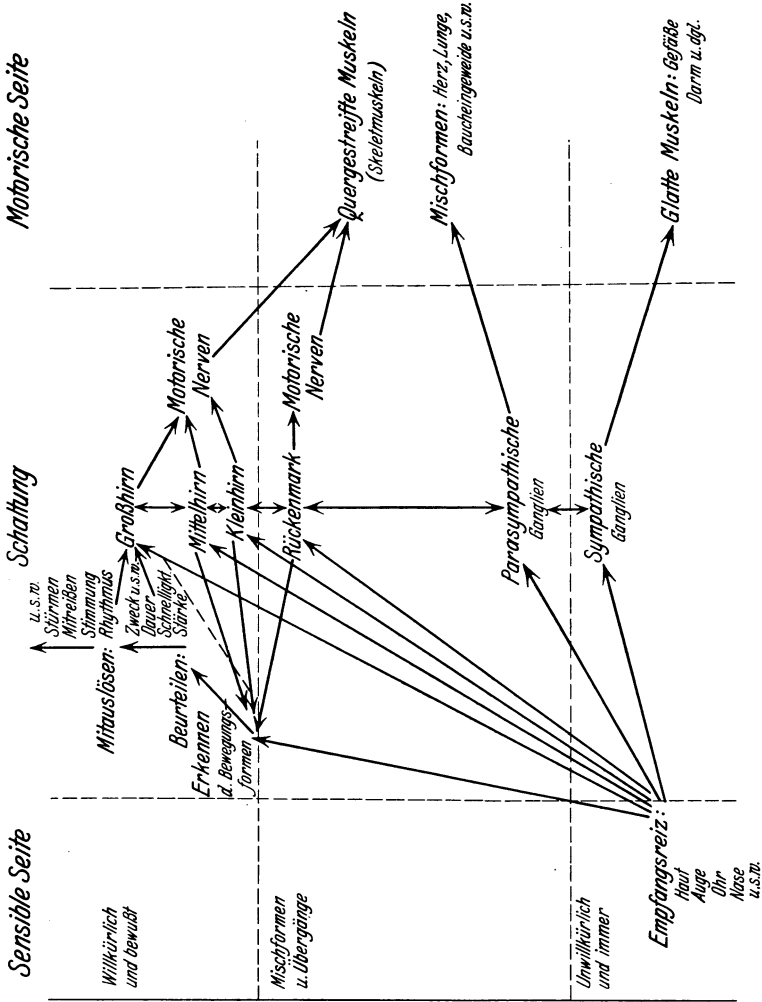 Sensible Seite
Schaltung
Motorische Seite
Willkürlich
und bewußt
Mischformen
u. Übergänge
Unwillkürlich
und immer
Empfangsreiz:
Haut
Auge
Ohr
Nase
u.s.w.
u.s.w.
Stürmen
Mitreißen
Stimmung
Mitauslösen: Rhythmus
Zweck u.s.w.
Dauer
Schnelligkt.
Beurteilen: Stärke
Erkennen
d. Bewegungs-
formen
Großhirn
Mittelhirn
Kleinhirn
Rückenmark
Parasympathische
Ganglien
Sympathische
Ganglien
Motorische
Nerven
Motorische
Nerven
Quergestreifte Muskeln
(Skeletmuskeln)
Mischformen: Herz, Lunge,
Baucheingeweide u.s.w.
Glatte Muskeln: Gefäße
Darm u. dgl.